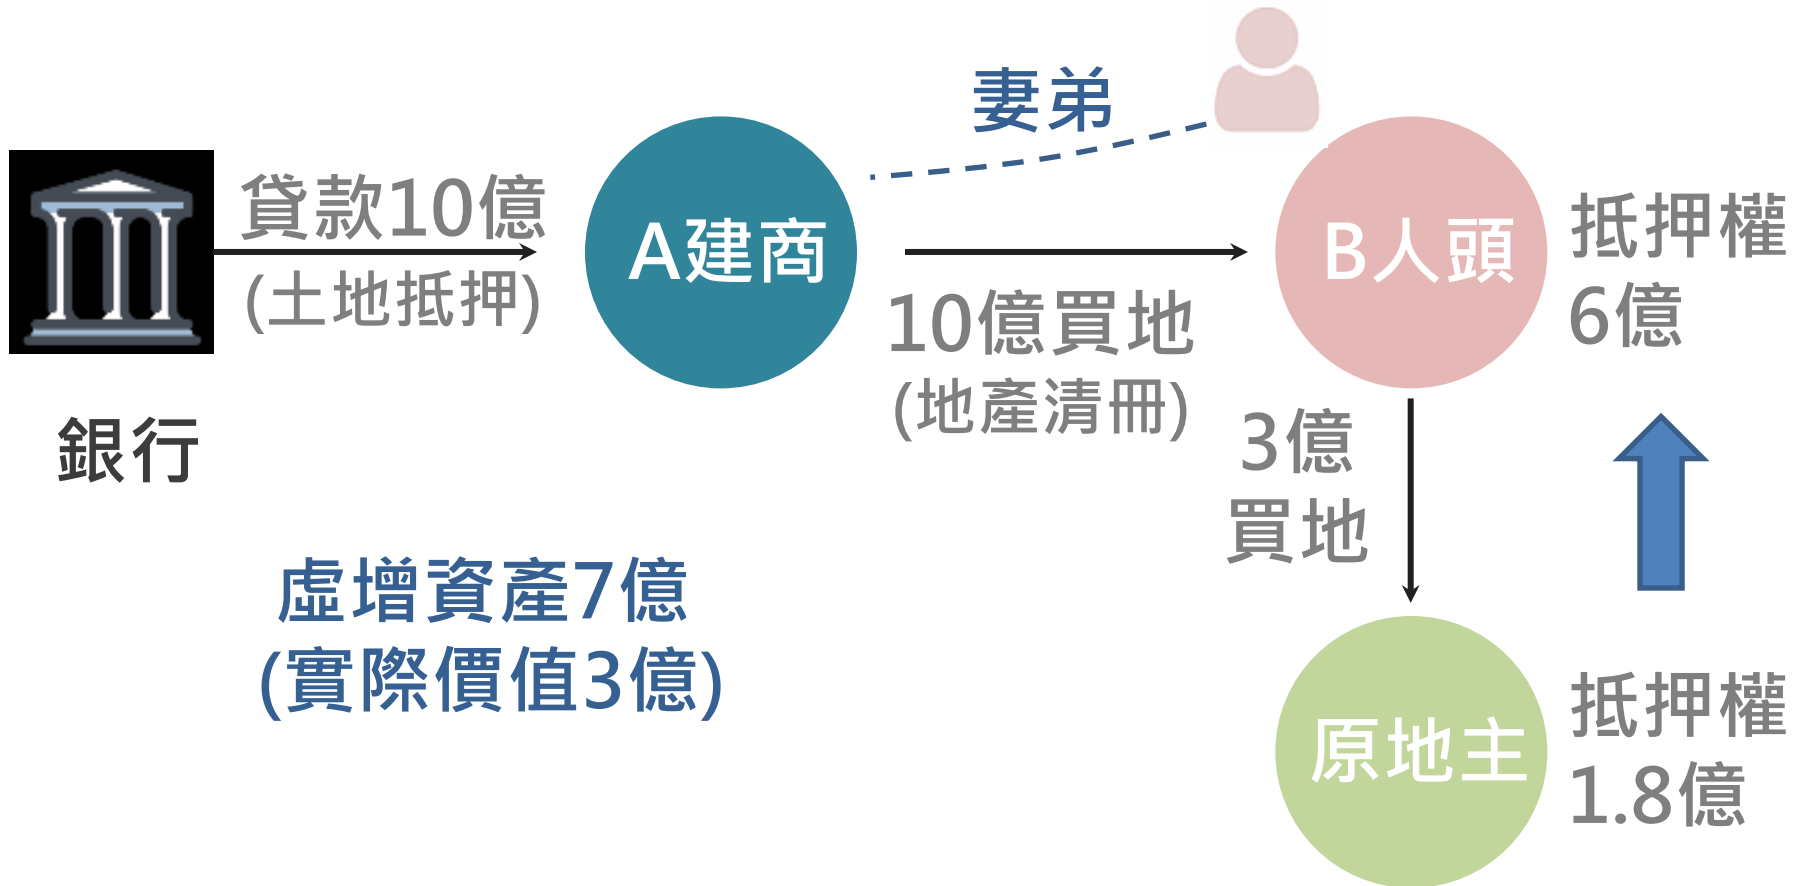 妻弟
貸款10億
(土地抵押)
A建商
B人頭
抵押權
6億
10億買地
(地產清冊)
銀行
3億
買地
虛增資產7億
(實際價值3億)
原地主
抵押權
1.8億